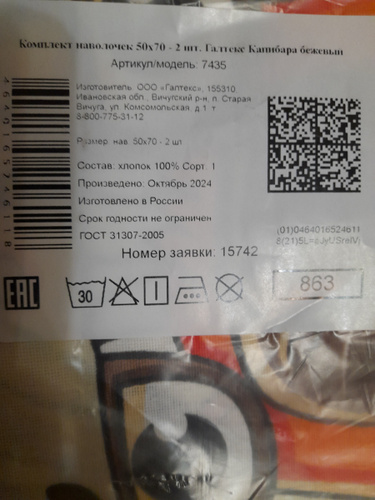 Комплект наволочек 50х70 - 2 шт. Галтекс Капибара бежевый
Артикул/модель: 7435
Изготовитель: ООО «Галтекс», 155310,
Ивановская обл., Вичугский р-н, п. Старая
Вичуга, ул. Комсомольская, д.1 т
8-800-775-31-12
Размер: нав. 50х70 - 2 шт
Состав: хлопок 100% Сорт: 1
Произведено: Октябрь 2024
Изготовлено в России
Срок годности не ограничен
ГОСТ 31307-2005
Номер заявки: 15742
(01)0464016524611
EAC
30
863